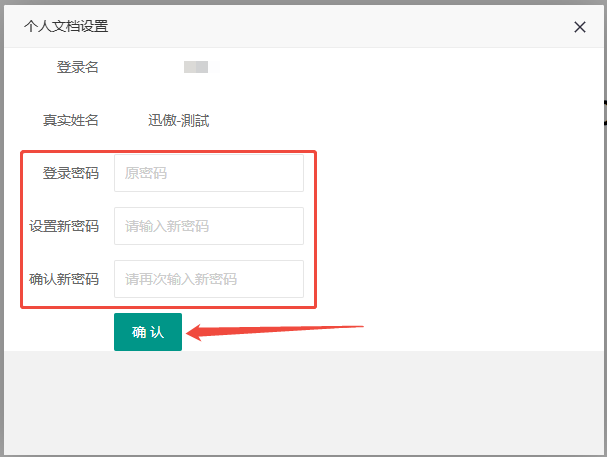 个人文档设置
登录名
真实姓名 迅傲-測試
登录密码 原密码
设置新密码 请输入新密码
确认新密码 请再次输入新密码
确 认